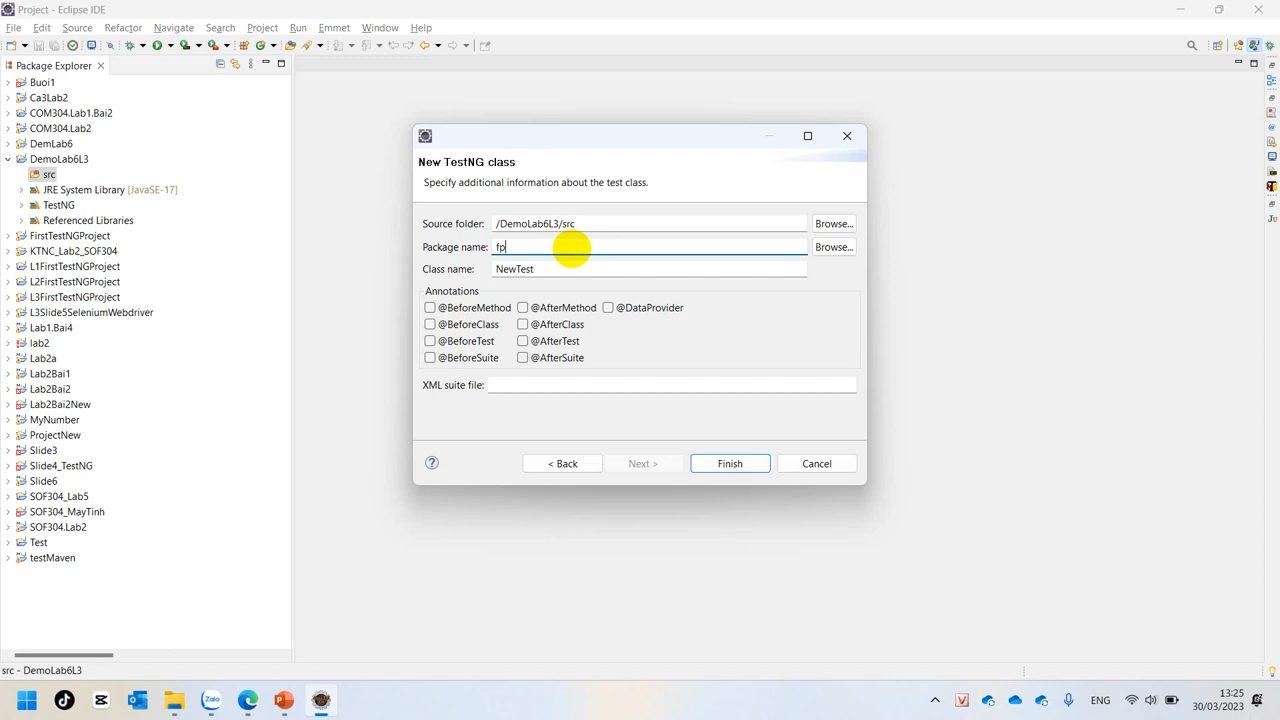 Project - Eclipse IDE
File Edit Source Refactor Navigate Search Project Run Emmet Window Help
Package Explorer
Buoi1
Ca3Lab2
COM304.Lab1.Bai2
COM304.Lab2
DemLab6
DemoLab6L3
src
JRE System Library [JavaSE-17]
TestNG
Referenced Libraries
FirstTestNGProject
KTNC_Lab2_SOF304
L1FirstTestNGProject
L2FirstTestNGProject
L3FirstTestNGProject
L3Slide5SeleniumWebdriver
Lab1.Bai4
lab2
Lab2a
Lab2Bai1
Lab2Bai2
Lab2Bai2New
MyNumber
ProjectNew
Slide3
Slide4_TestNG
Slide6
SOF304_Lab5
SOF304_MayTinh
SOF304.Lab2
Test
testMaven
New TestNG class
Specify additional information about the test class.
Source folder: /DemoLab6L3/src Browse...
Package name: fp Browse...
Class name: NewTest
Annotations
@BeforeMethod @AfterMethod @DataProvider
@BeforeClass @AfterClass
@BeforeTest @AfterTest
@BeforeSuite @AfterSuite
XML suite file:
? < Back Next > Finish Cancel
src - DemoLab6L3
Zalo
ENG
13:25
30/03/2023